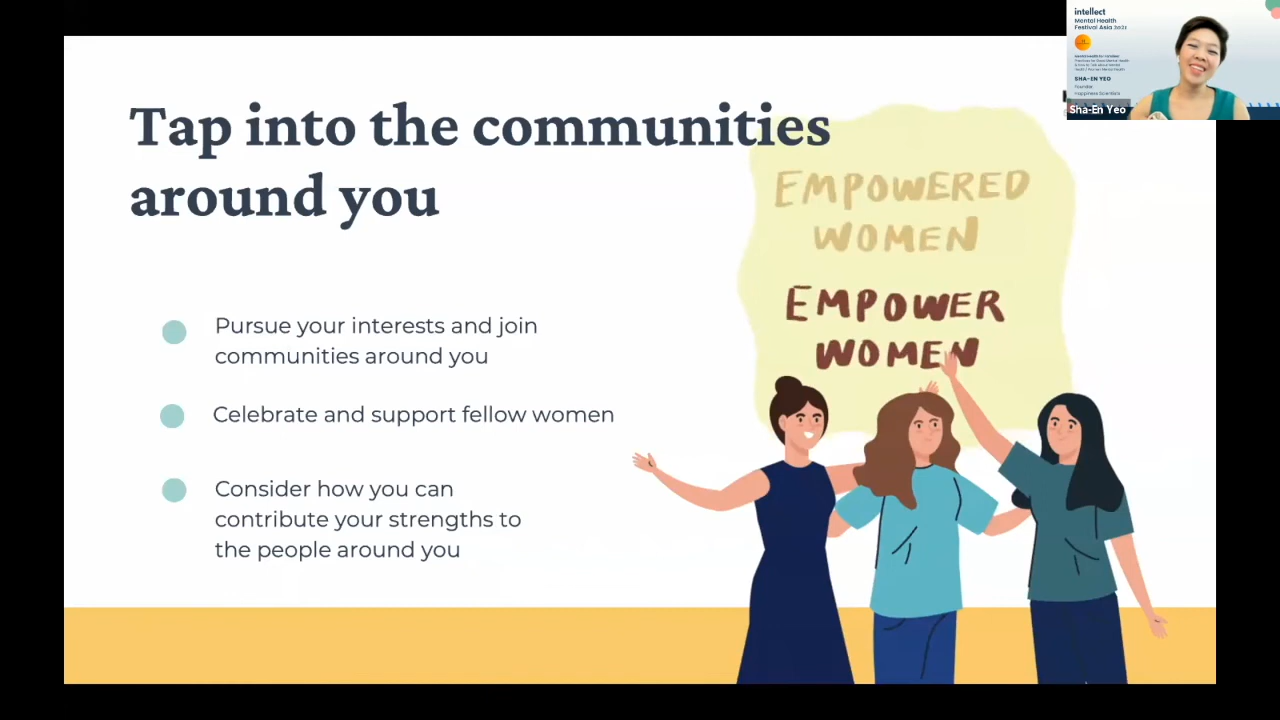 Tap into the communities
around you
Pursue your interests and join
communities around you
Celebrate and support fellow women
Consider how you can
contribute your strengths to
the people around you
EMPOWERED
WOMEN
EMPOWER
WOMEN
intellect
Mental Health
Festival Asia 2021
SHA-EN YEO
Founder
Happiness Scientists
Sha-En Yeo